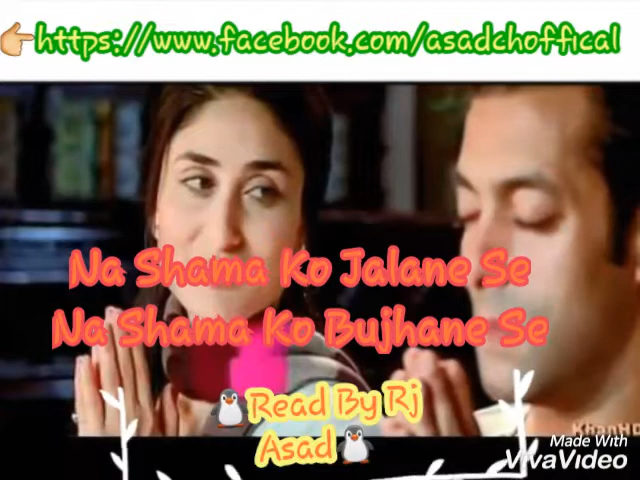 https://www.facebook.com/asadchoffical
Na Shama Ko Jalane Se
Na Shama Ko Bujhane Se
Read By Rj
Asad
KhanHD
Made With
VivaVideo